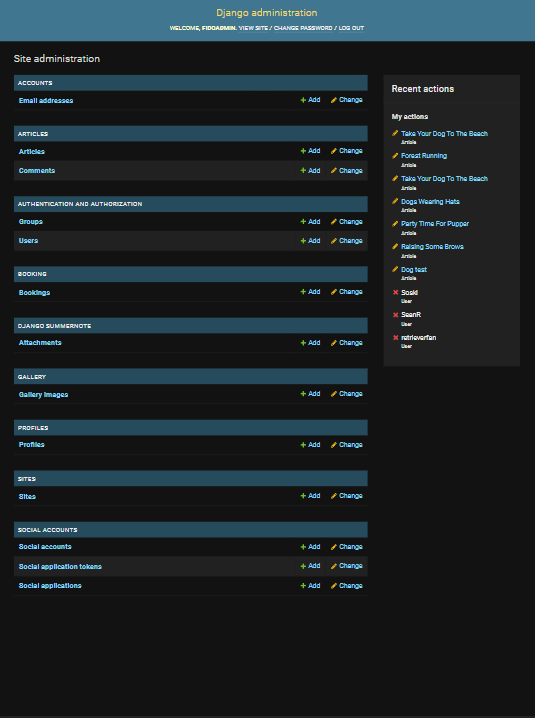 Django administration
WELCOME, FIDOADMIN. VIEW SITE / CHANGE PASSWORD / LOG OUT
Site administration
ACCOUNTS
Email addresses Add Change
ARTICLES
Articles Add Change
Comments Add Change
AUTHENTICATION AND AUTHORIZATION
Groups Add Change
Users Add Change
BOOKING
Bookings Add Change
DJANGO SUMMERNOTE
Attachments Add Change
GALLERY
Gallery Images Add Change
PROFILES
Profiles Add Change
SITES
Sites Add Change
SOCIAL ACCOUNTS
Social accounts Add Change
Social application tokens Add Change
Social applications Add Change
Recent actions
My actions
Take Your Dog To The Beach
Article
Forest Running
Article
Take Your Dog To The Beach
Article
Dogs Wearing Hats
Article
Party Time For Pupper
Article
Raising Some Brows
Article
Dog test
Article
Soski
User
SeanR
User
retrieverfan
User